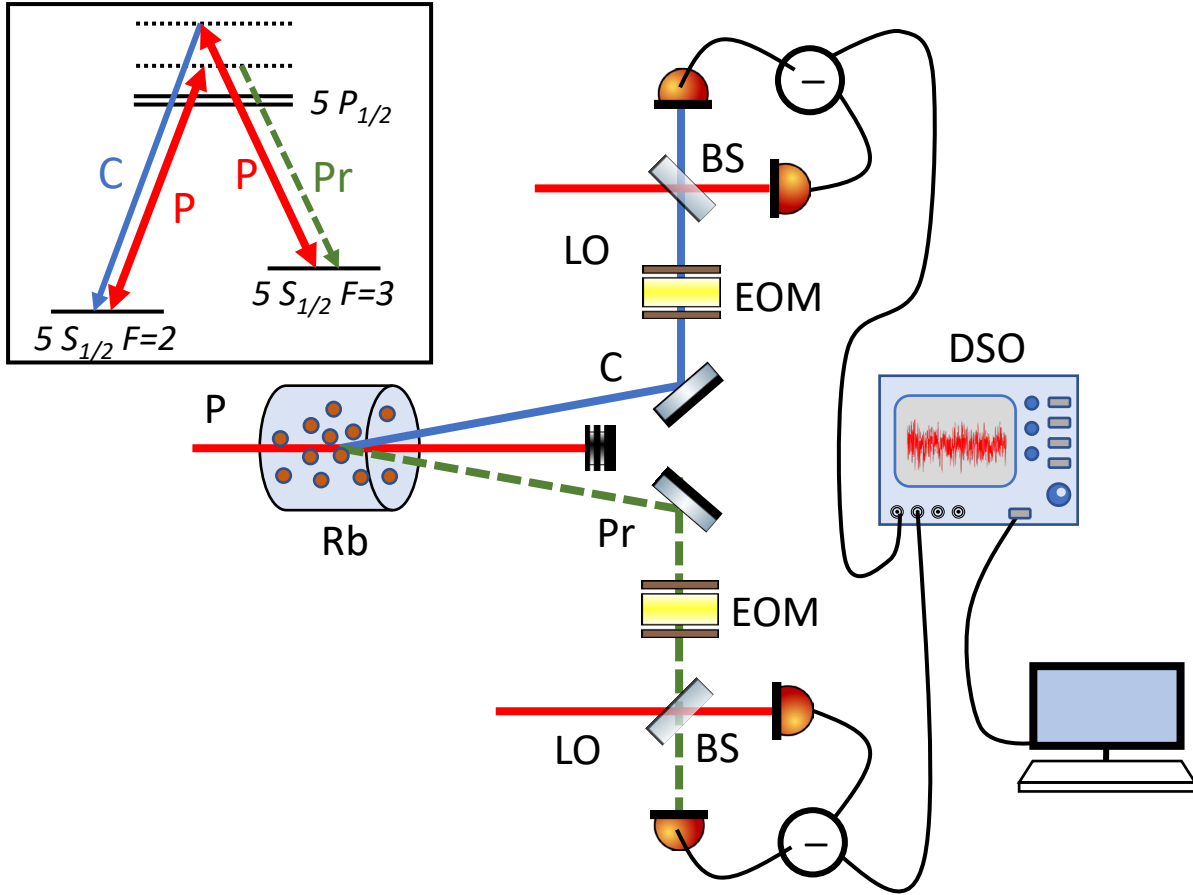 5 P1/2
C
P
P
Pr
5 S1/2 F=3
5 S1/2 F=2
BS
LO
EOM
C
DSO
P
Rb
Pr
EOM
LO
BS
−
−